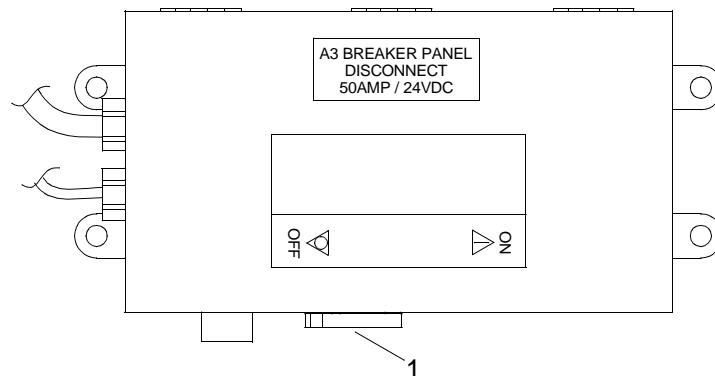 A3 BREAKER PANEL
DISCONNECT
50AMP / 24VDC
OFF
ON
1